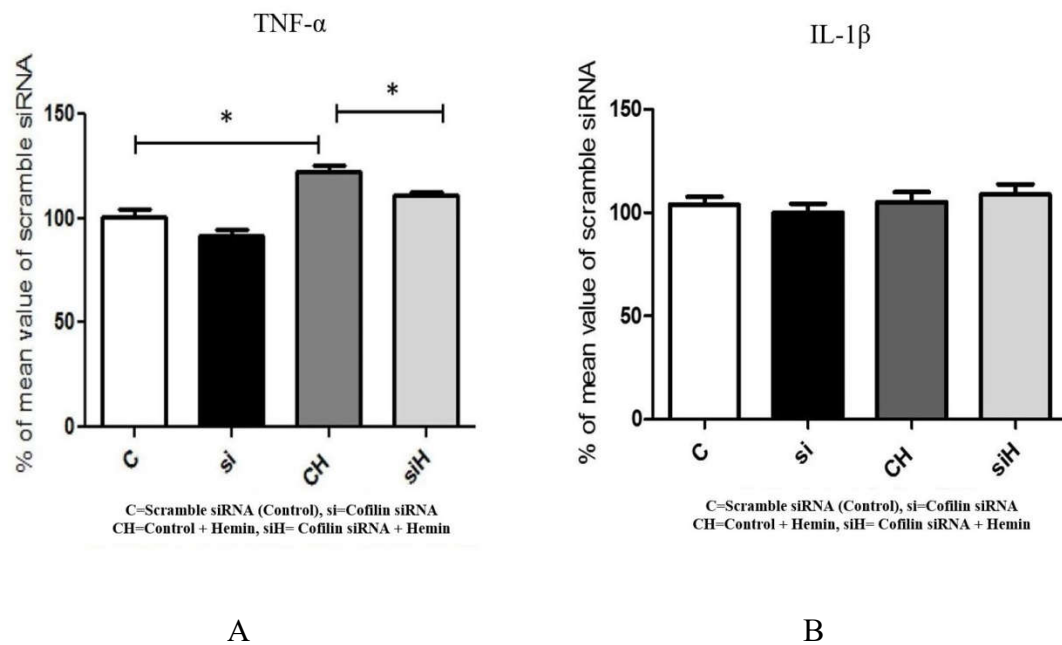 TNF-α
% of mean value of scramble siRNA
150
100
50
0
*
*
C
si
CH
siH
C=Scramble siRNA (Control), si=Cofilin siRNA
CH=Control + Hemin, siH= Cofilin siRNA + Hemin
A
IL-1β
% of mean value of scramble siRNA
150
100
50
0
C
si
CH
siH
C=Scramble siRNA (Control), si=Cofilin siRNA
CH=Control + Hemin, siH= Cofilin siRNA + Hemin
B